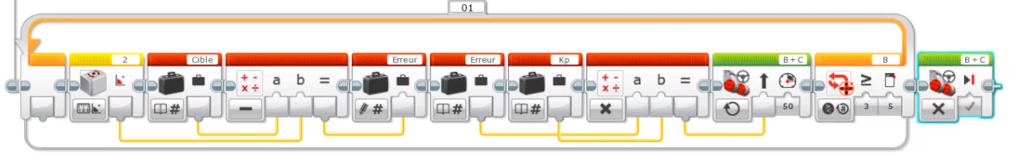 01
2 Cible Erreur Erreur Kp B + C B B + C
a b = a b = ≥
# # # # 50 3 5